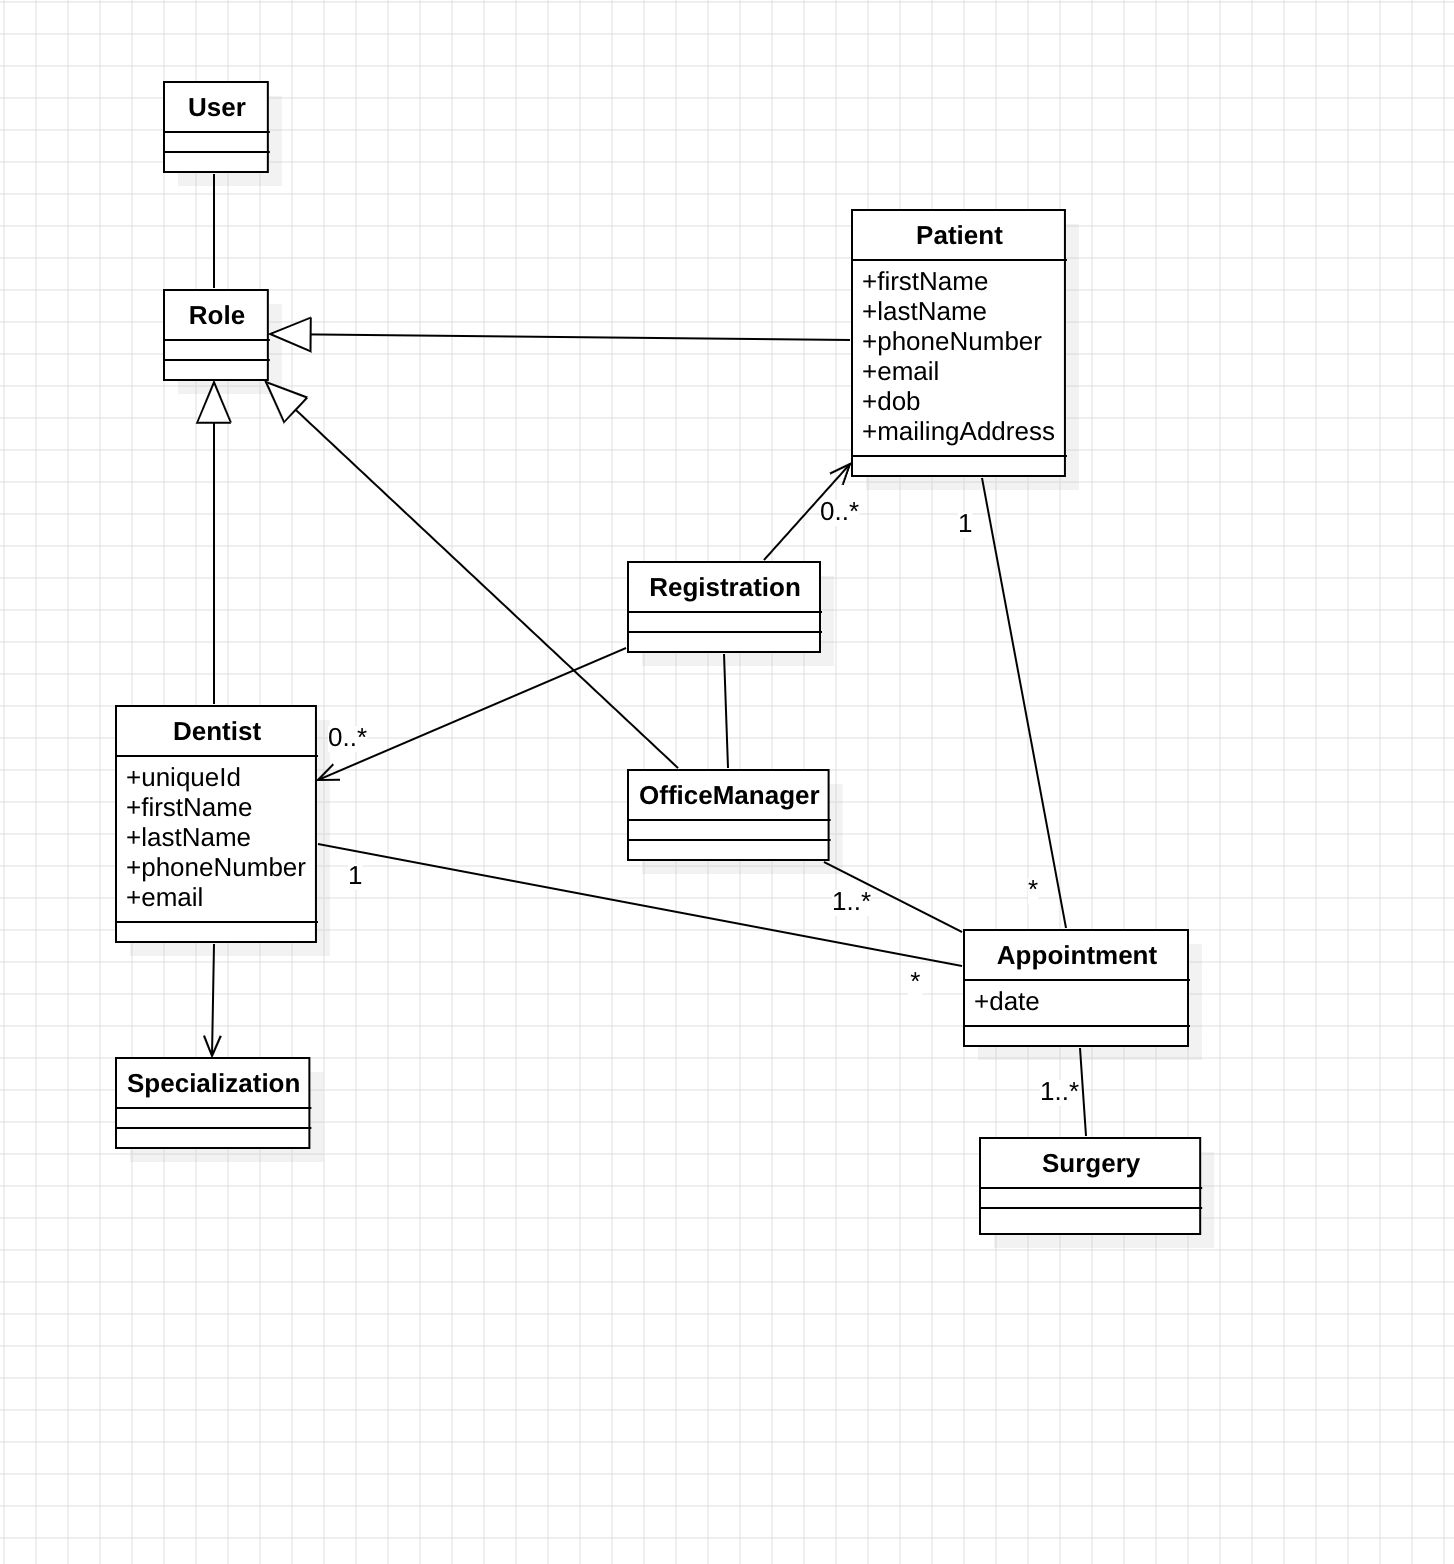 User
Role
Patient
+firstName
+lastName
+phoneNumber
+email
+dob
+mailingAddress
0..*
1
Registration
Dentist
+uniqueId
+firstName
+lastName
+phoneNumber
+email
0..*
OfficeManager
1
1..*
*
*
Appointment
+date
Specialization
1..*
Surgery